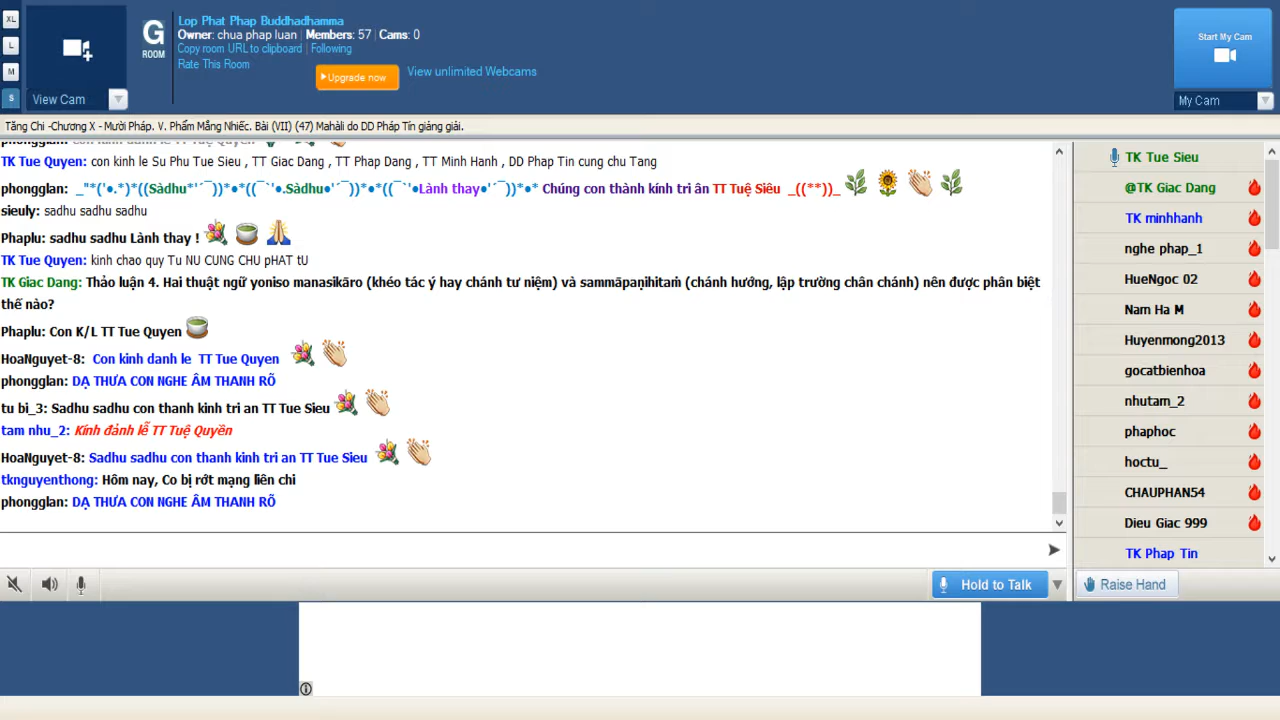 XL
L
M
S
View Cam
G
ROOM
Lop Phat Phap Buddhadhamma
Owner: chua phap luan | Members: 57 | Cams: 0
Copy room URL to clipboard | Following
Rate This Room
Upgrade now
View unlimited Webcams
Start My Cam
My Cam
Tăng Chi -Chương X - Mười Pháp. V. Phẩm Mắng Nhiếc. Bài (VII) (47) Mahàli do DD Pháp Tín giảng giải.
TK Tue Quyen: con kinh le Su Phu Tue Sieu , TT Giac Dang , TT Phap Dang , TT Minh Hanh , DD Phap Tin cung chu Tang
phongglan: _"*('●.*)*((Sàdhu*'´¯))*●*((¯`'●.Sàdhu●'´¯))*●*((¯`'●Lành thay●'´¯))*●* Chúng con thành kính tri ân TT Tuệ Siêu _((**))_
sieuly: sadhu sadhu sadhu
Phaplu: sadhu sadhu Lành thay !
TK Tue Quyen: kinh chao quy Tu NU CUNG CHU pHAT tU
TK Giac Dang: Thảo luận 4. Hai thuật ngữ yoniso manasikāro (khéo tác ý hay chánh tư niệm) và sammāpaṇihitaṁ (chánh hướng, lập trường chân chánh) nên được phân biệt
thế nào?
Phaplu: Con K/L TT Tue Quyen
HoaNguyet-8: Con kinh danh le TT Tue Quyen
phongglan: DẠ THƯA CON NGHE ÂM THANH RÕ
tu bi_3: Sadhu sadhu con thanh kinh tri an TT Tue Sieu
tam nhu_2: Kính đảnh lễ TT Tuệ Quyền
HoaNguyet-8: Sadhu sadhu con thanh kinh tri an TT Tue Sieu
tknguyenthong: Hôm nay, Co bị rớt mạng liên chi
phongglan: DẠ THƯA CON NGHE ÂM THANH RÕ
TK Tue Sieu
@TK Giac Dang
TK minhhanh
nghe phap_1
HueNgoc 02
Nam Ha M
Huyenmong2013
gocatbienhoa
nhutam_2
phaphoc
hoctu_
CHAUPHAN54
Dieu Giac 999
TK Phap Tin
Hold to Talk
Raise Hand